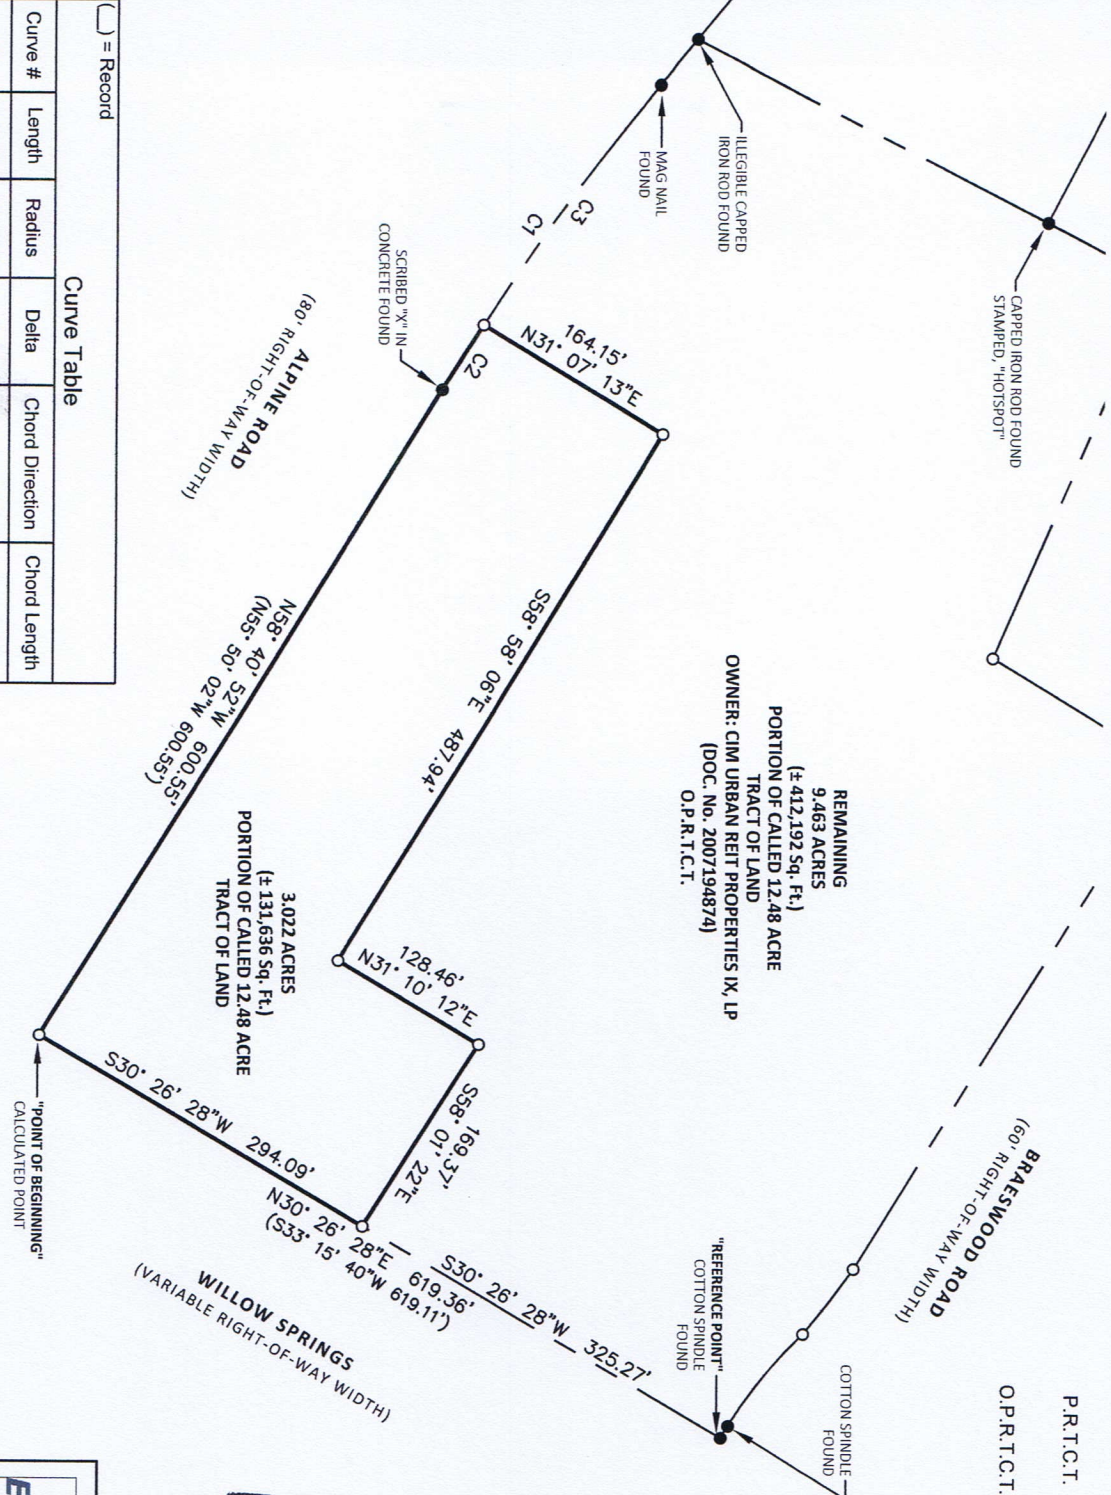 P.R.T.C.T.
O.P.R.T.C.T.
CAPPED IRON ROD FOUND
STAMPED, "HOTSPOT"
ILLEGIBLE CAPPED
IRON ROD FOUND
MAG NAIL
FOUND
C3
C1
C2
164.15'
N31° 07' 13"E
SCRIBED "X" IN
CONCRETE FOUND
ALPINE ROAD
(80' RIGHT-OF-WAY WIDTH)
S58° 58' 06"E 487.94'
REMAINING
9.463 ACRES
(± 412,192 Sq. Ft.)
PORTION OF CALLED 12.48 ACRE
TRACT OF LAND
OWNER: CIM URBAN REIT PROPERTIES IX, LP
(DOC. No. 2007194874)
O.P.R.T.C.T.
BRAESWOOD ROAD
(60' RIGHT-OF-WAY WIDTH)
N58° 40' 52"W 600.55'
(N55° 50' 02"W 600.55')
3.022 ACRES
(± 131,636 Sq. Ft.)
PORTION OF CALLED 12.48 ACRE
TRACT OF LAND
128.46'
N31° 10' 12"E
169.37'
S58° 01' 22"E
S30° 26' 28"W 294.09'
N30° 26' 28"E 619.36'
(S33° 15' 40"W 619.11')
S30° 26' 28"W 325.27'
"REFERENCE POINT"
COTTON SPINDLE
FOUND
COTTON SPINDLE
FOUND
"POINT OF BEGINNING"
CALCULATED POINT
WILLOW SPRINGS
(VARIABLE RIGHT-OF-WAY WIDTH)
(__) = Record
Curve Table
Curve # Length Radius Delta Chord Direction Chord Length
E